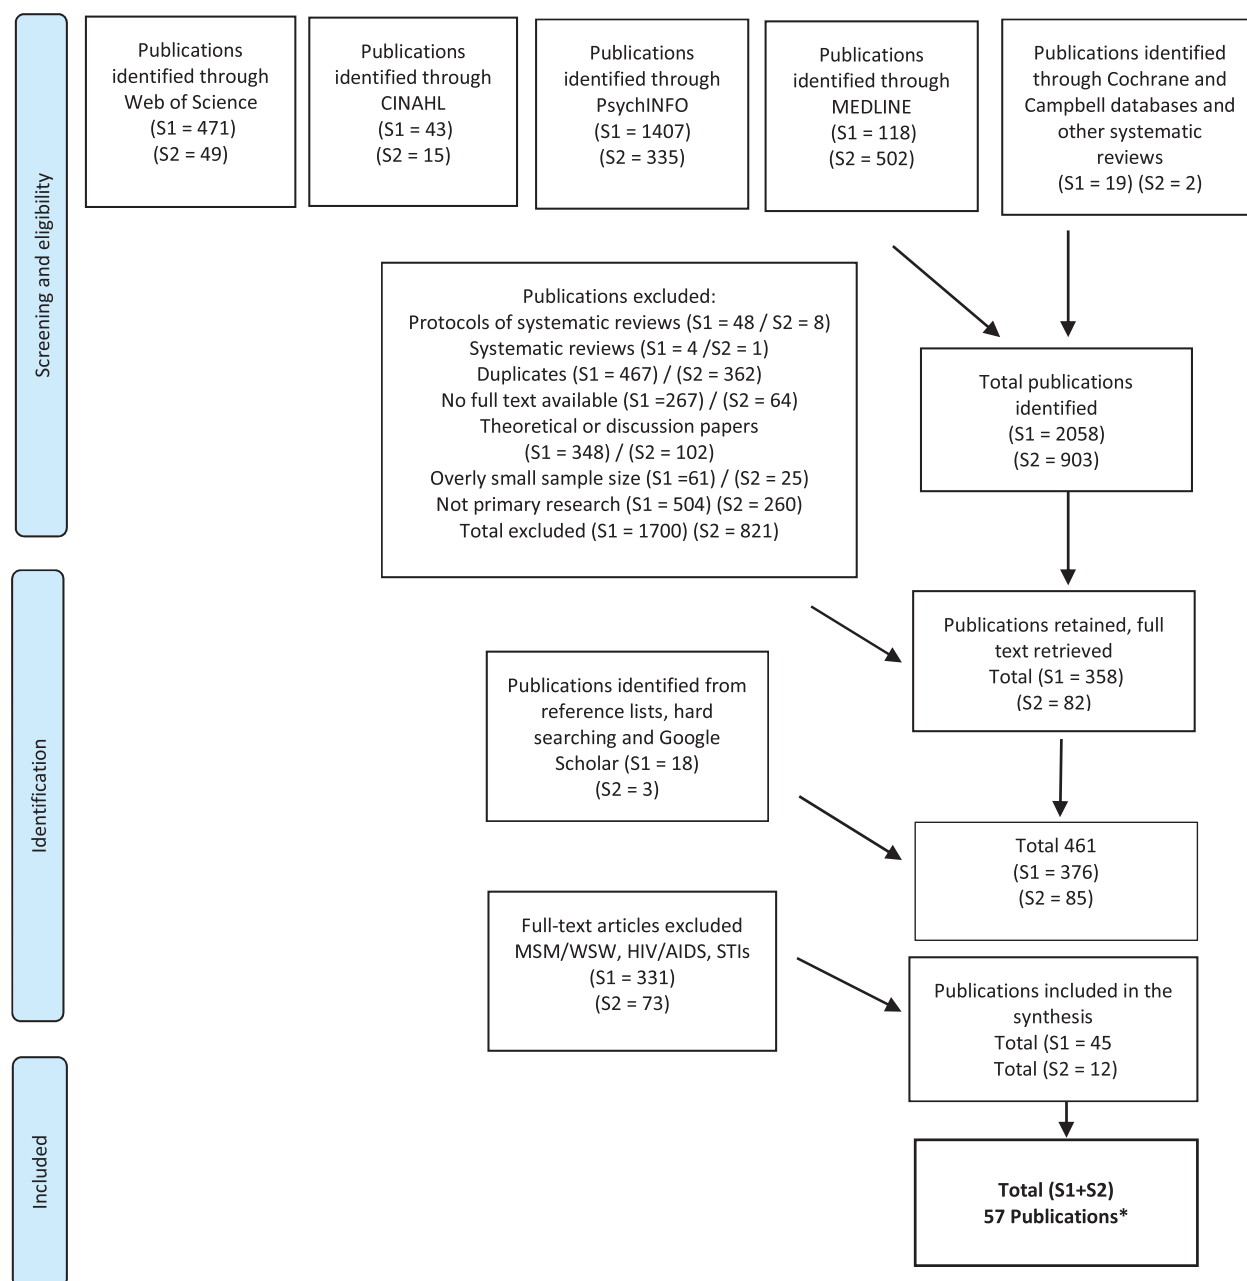 Screening and eligibility
Publications
identified through
Web of Science
(S1 = 471)
(S2 = 49)
Publications
identified through
CINAHL
(S1 = 43)
(S2 = 15)
Publications
identified through
PsychINFO
(S1 = 1407)
(S2 = 335)
Publications
identified through
MEDLINE
(S1 = 118)
(S2 = 502)
Publications identified
through Cochrane and
Campbell databases and
other systematic
reviews
(S1 = 19) (S2 = 2)
Publications excluded:
Protocols of systematic reviews (S1 = 48 / S2 = 8)
Systematic reviews (S1 = 4 /S2 = 1)
Duplicates (S1 = 467) / (S2 = 362)
No full text available (S1 =267) / (S2 = 64)
Theoretical or discussion papers
(S1 = 348) / (S2 = 102)
Overly small sample size (S1 =61) / (S2 = 25)
Not primary research (S1 = 504) (S2 = 260)
Total excluded (S1 = 1700) (S2 = 821)
Total publications
identified
(S1 = 2058)
(S2 = 903)
Identification
Publications retained, full
text retrieved
Total (S1 = 358)
(S2 = 82)
Publications identified from
reference lists, hard
searching and Google
Scholar (S1 = 18)
(S2 = 3)
Total 461
(S1 = 376)
(S2 = 85)
Full-text articles excluded
MSM/WSW, HIV/AIDS, STIs
(S1 = 331)
(S2 = 73)
Publications included in the
synthesis
Total (S1 = 45
Total (S2 = 12)
Included
Total (S1+S2)
57 Publications*